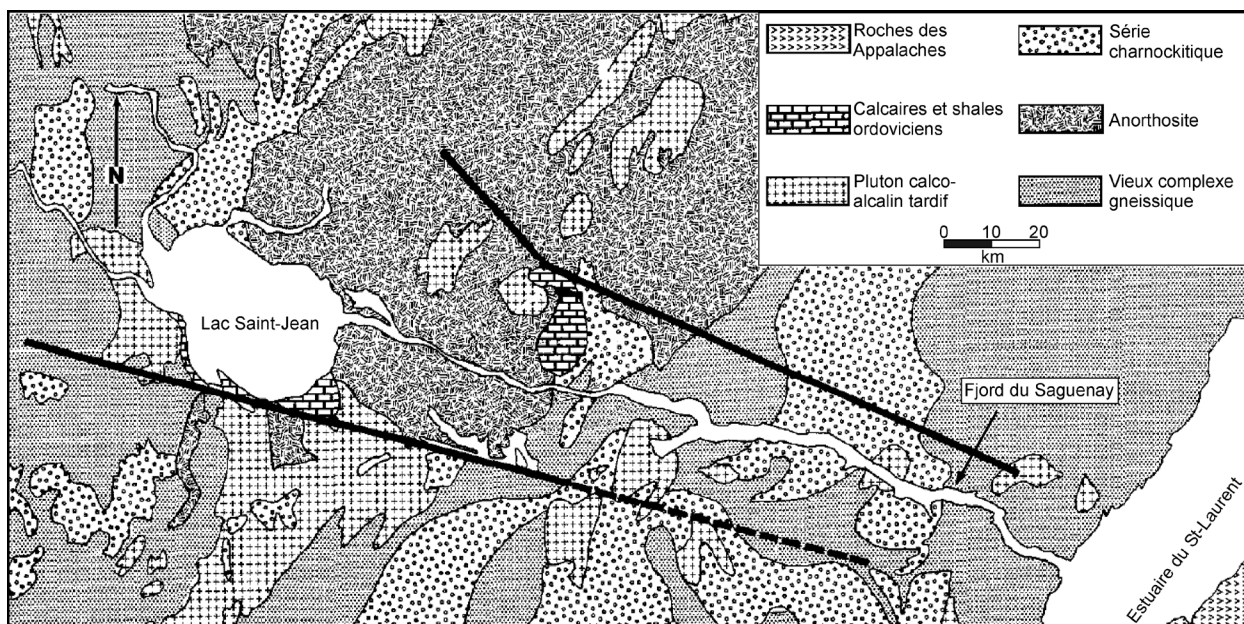 Roches des
Appalaches
Série
charnockitique
Calcaires et shales
ordoviciens
Anorthosite
Pluton calco-
alcalin tardif
Vieux complexe
gneissique
0 10 20
km
N
Lac Saint-Jean
Fjord du Saguenay
Estuaire du St-Laurent